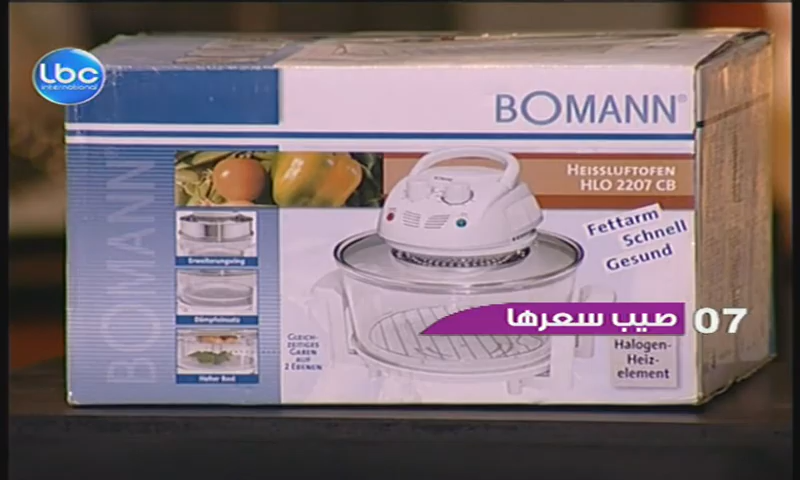 lbc
international
BOMANN®
BOMANN
HEISSLUFTOFEN
HLO 2207 CB
Fettarm
Schnell
Gesund
Erweiterungsring
Dämpfeinsatz
Hoher Rost
GLEICH-
ZEITIGES
GAREN
AUF
2 EBENEN
صيب سعرها 07
Halogen-
Heiz-
element